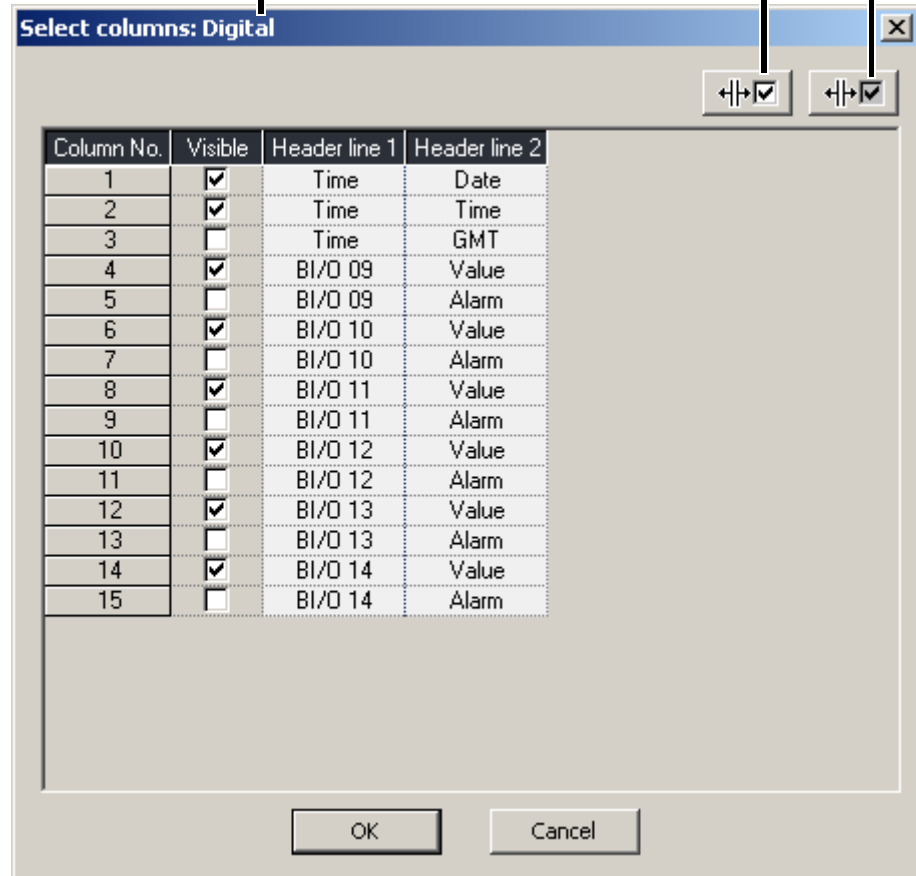 Select columns: Digital
Column No. Visible Header line 1 Header line 2
1 Time Date
2 Time Time
3 Time GMT
4 BI/O 09 Value
5 BI/O 09 Alarm
6 BI/O 10 Value
7 BI/O 10 Alarm
8 BI/O 11 Value
9 BI/O 11 Alarm
10 BI/O 12 Value
11 BI/O 12 Alarm
12 BI/O 13 Value
13 BI/O 13 Alarm
14 BI/O 14 Value
15 BI/O 14 Alarm
OK Cancel